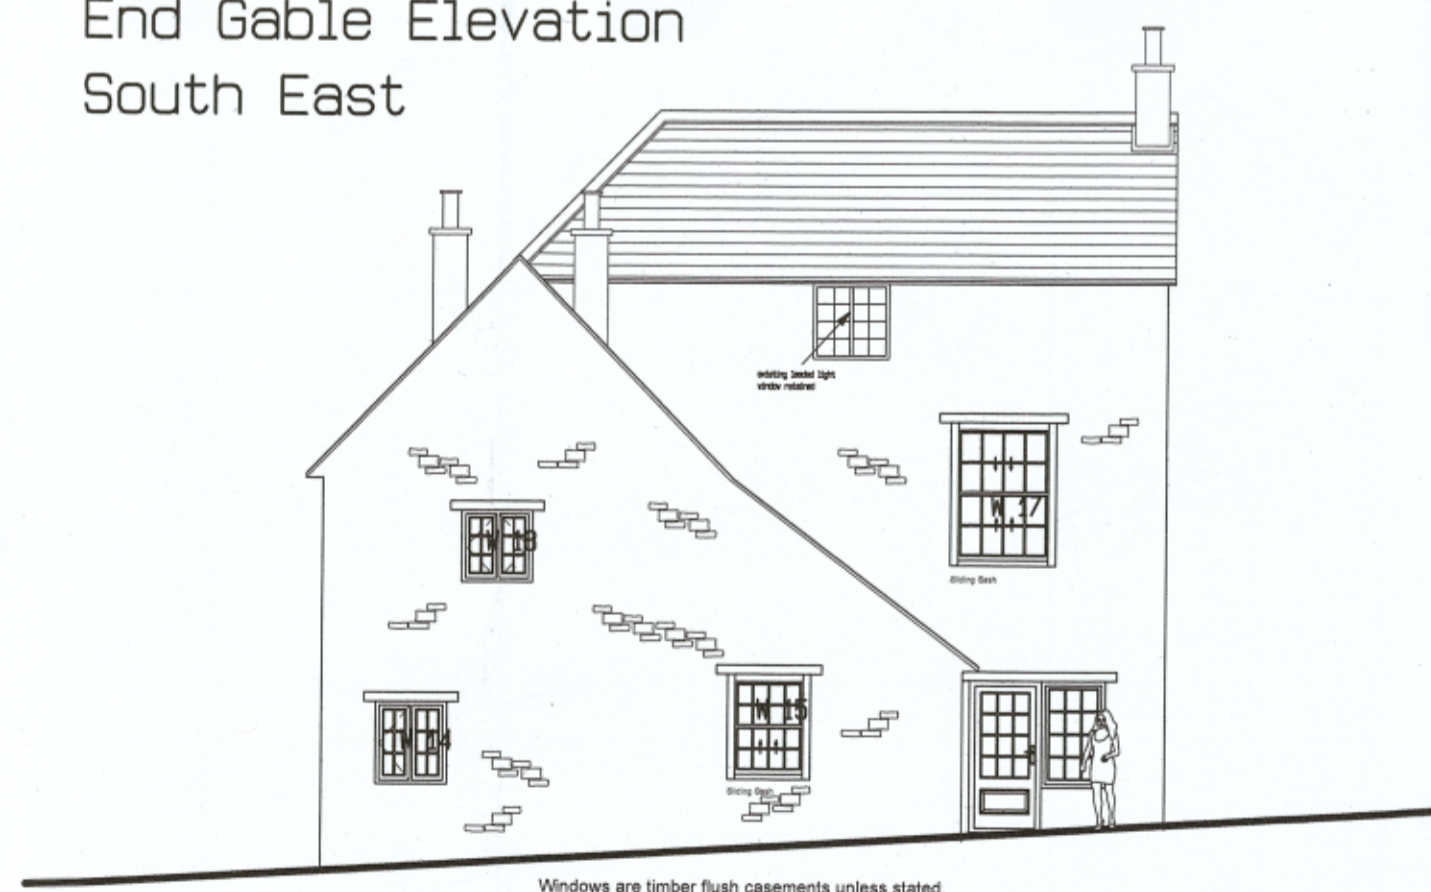 End Gable Elevation
South East
existing leaded light
window retained
W 17
Sliding Sash
W 18
W 15
W 14
Sliding Sash
Windows are timber flush casements unless stated.